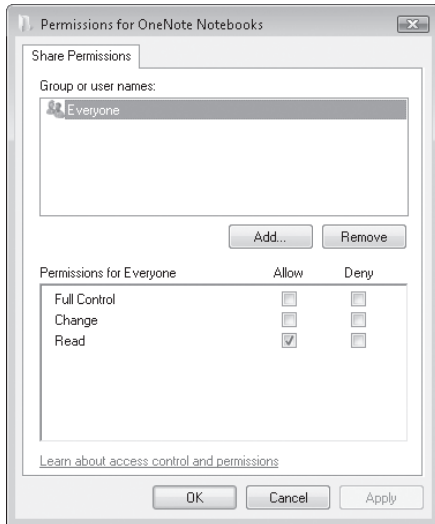 Permissions for OneNote Notebooks
Share Permissions
Group or user names:
Everyone
Add... Remove
Permissions for Everyone Allow Deny
Full Control
Change
Read
Learn about access control and permissions
OK Cancel Apply